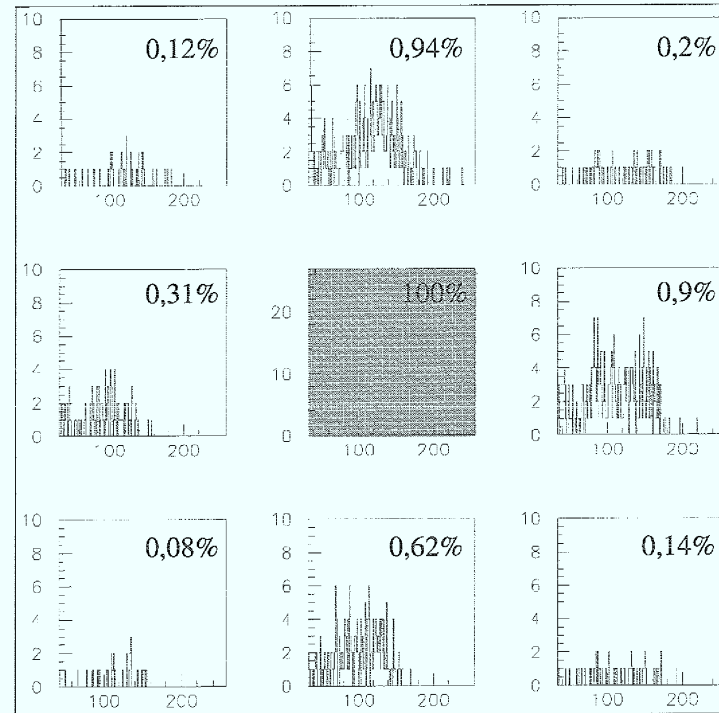 10 8 6 4 2 0 0,12% 100 200
10 8 6 4 2 0 0,94% 100 200
10 8 6 4 2 0 0,2% 100 200
10 8 6 4 2 0 0,31% 100 200
20 10 0 100% 100 200
10 8 6 4 2 0 0,9% 100 200
10 8 6 4 2 0 0,08% 100 200
10 8 6 4 2 0 0,62% 100 200
10 8 6 4 2 0 0,14% 100 200